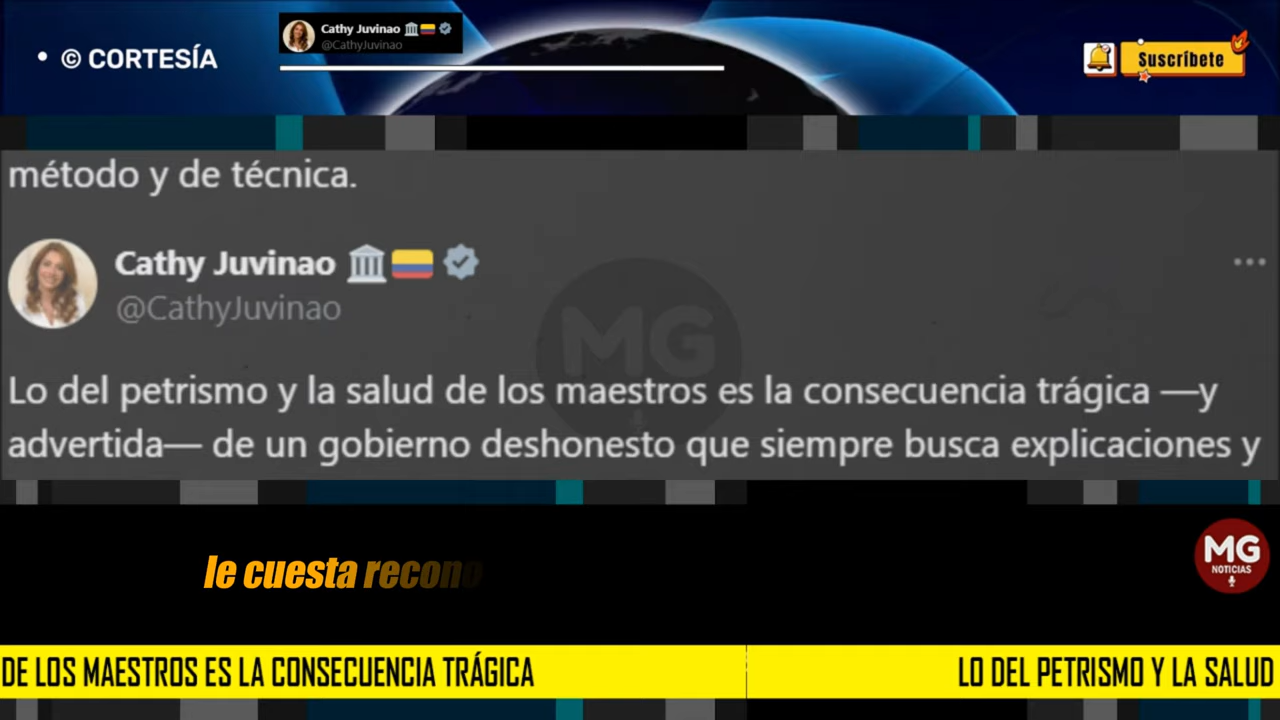 • © CORTESÍA
Cathy Juvinao
@CathyJuvinao
Suscríbete
método y de técnica.
Cathy Juvinao
@CathyJuvinao
MG
Lo del petrismo y la salud de los maestros es la consecuencia trágica —y
advertida— de un gobierno deshonesto que siempre busca explicaciones y
le cuesta recono
MG
NOTICIAS
DE LOS MAESTROS ES LA CONSECUENCIA TRÁGICA
LO DEL PETRISMO Y LA SALUD